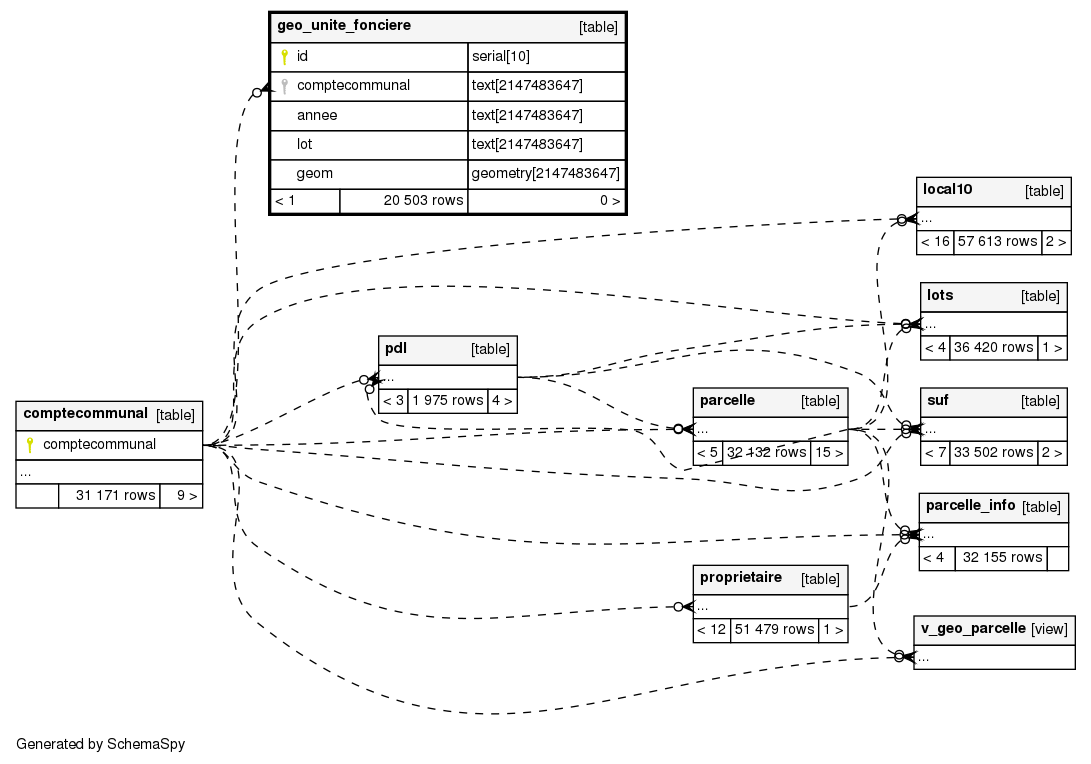 geo_unite_fonciere [table]
id serial[10]
comptecommunal text[2147483647]
annee text[2147483647]
lot text[2147483647]
geom geometry[2147483647]
< 1 20 503 rows 0 >
local10 [table]
...
< 16 57 613 rows 2 >
lots [table]
...
< 4 36 420 rows 1 >
pdl [table]
...
< 3 1 975 rows 4 >
parcelle [table]
...
< 5 32 132 rows 15 >
suf [table]
...
< 7 33 502 rows 2 >
comptecommunal [table]
comptecommunal
...
31 171 rows 9 >
parcelle_info [table]
...
< 4 32 155 rows
proprietaire [table]
...
< 12 51 479 rows 1 >
v_geo_parcelle [view]
...
Generated by SchemaSpy